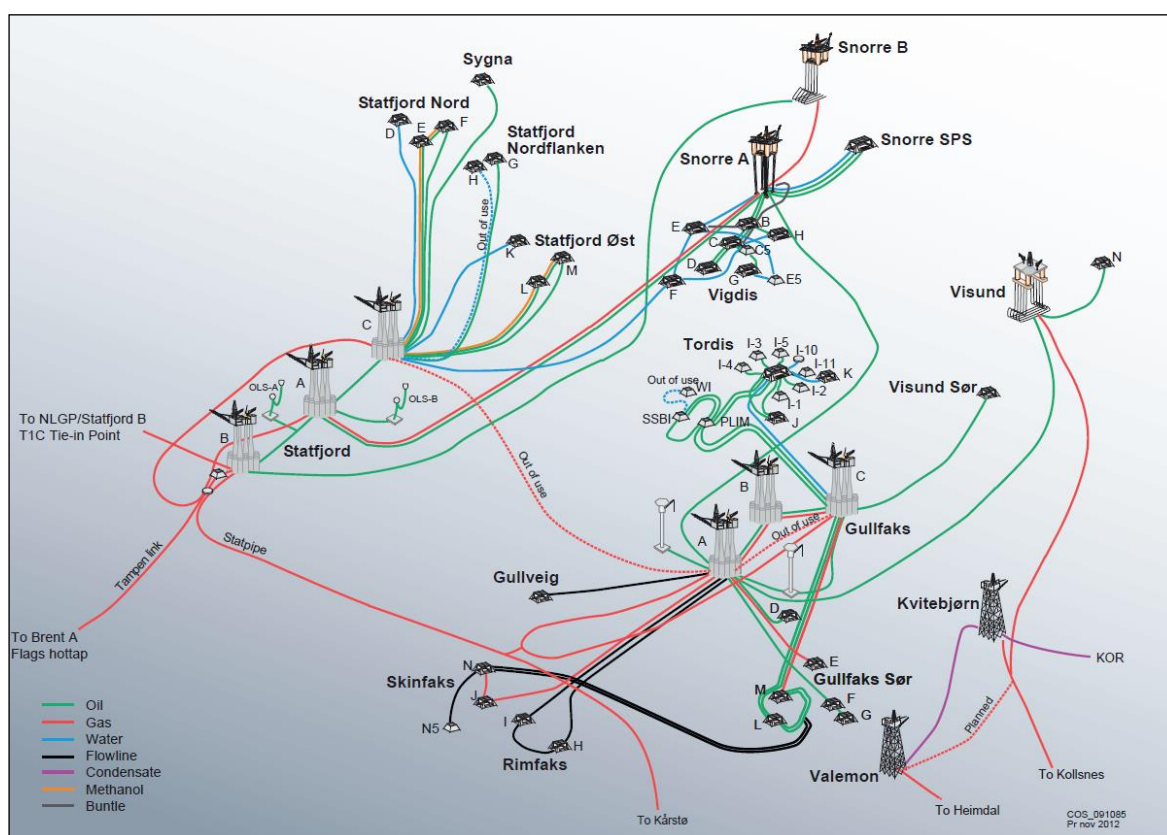 Snorre B
Sygna
Statfjord Nord
D
E
F
Statfjord
Nordflanken
G
H
Snorre A
Snorre SPS
Out of use
Statfjord Øst
K
M
L
E
B
H
C
C5
D
G
E5
F
Vigdis
Visund
N
C
Tordis
I-3
I-5
I-10
I-4
I-11
K
I-2
I-1
J
Out of use
WI
SSBI
PLIM
Visund Sør
A
OLS-A
OLS-B
To NLGP/Statfjord B
T1C Tie-in Point
B
Statfjord
Out of use
B
C
Out of use
Gullfaks
A
Statpipe
Tampen link
Gullveig
D
Kvitebjørn
To Brent A
Flags hottap
KOR
E
Gullfaks Sør
N
Skinfaks
J
M
F
G
L
I
N5
H
Rimfaks
Planned
Valemon
To Kollsnes
To Heimdal
To Kårstø
Oil
Gas
Water
Flowline
Condensate
Methanol
Buntle
COS_091085
Pr nov 2012